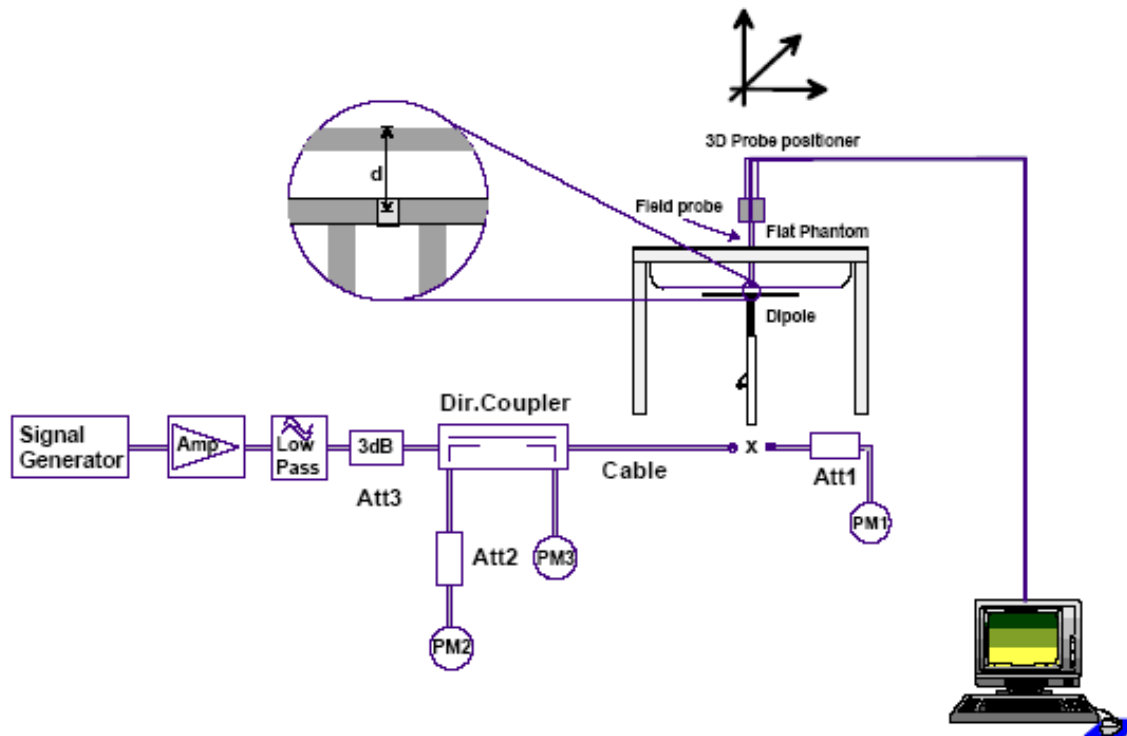 3D Probe positioner
d
Field probe
Flat Phantom
Dipole
Dir.Coupler
Signal
Generator
Amp
Low
Pass
3dB
Att3
Cable
x
Att1
PM1
Att2
PM3
PM2